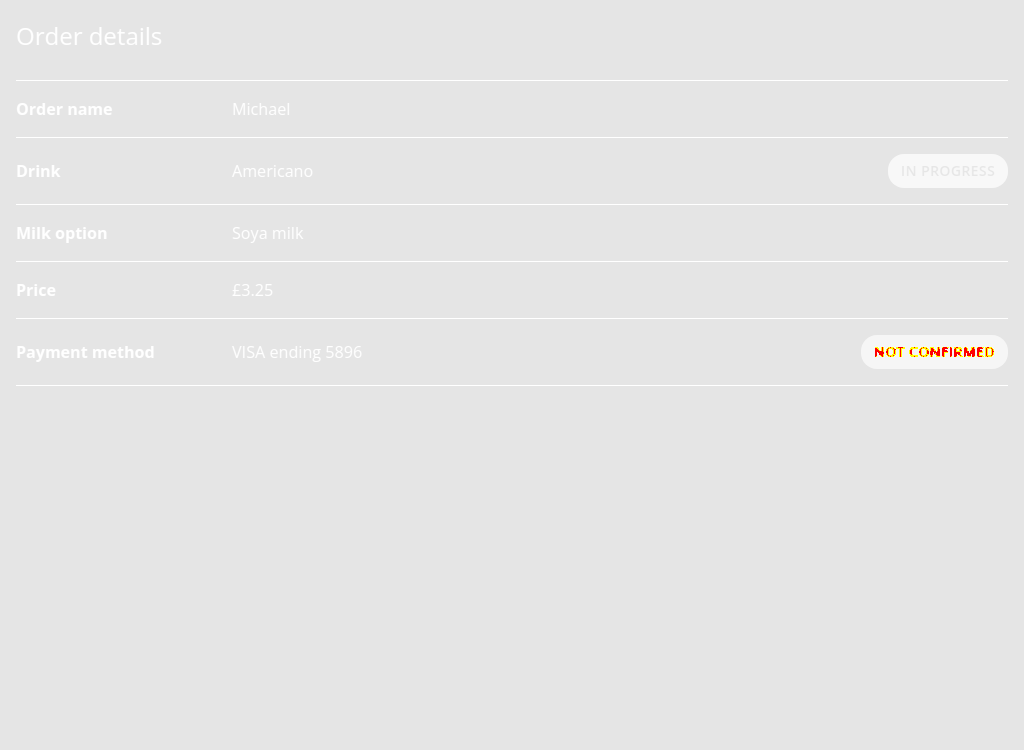 Order details
Order name Michael
Drink Americano IN PROGRESS
Milk option Soya milk
Price £3.25
Payment method VISA ending 5896 NOT CONFIRMED